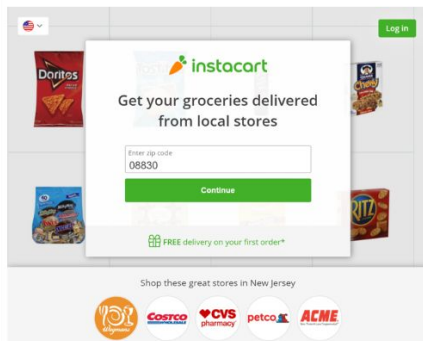 Log in
Doritos
instacart
Get your groceries delivered
from local stores
Enter zip code
08830
Continue
RITZ
FREE delivery on your first order*
Shop these great stores in New Jersey
Wegmans
COSTCO
WHOLESALE
CVS
pharmacy
petco
ACME